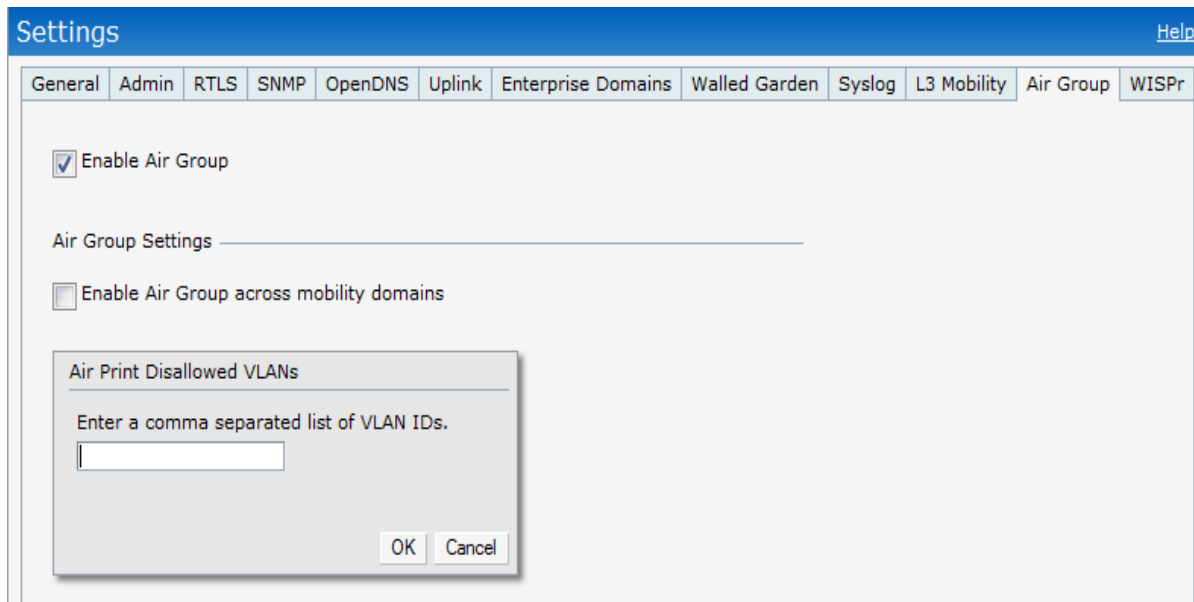 Settings Help
General Admin RTLS SNMP OpenDNS Uplink Enterprise Domains Walled Garden Syslog L3 Mobility Air Group WISPr
Enable Air Group
Air Group Settings
Enable Air Group across mobility domains
Air Print Disallowed VLANs
Enter a comma separated list of VLAN IDs.
OK Cancel